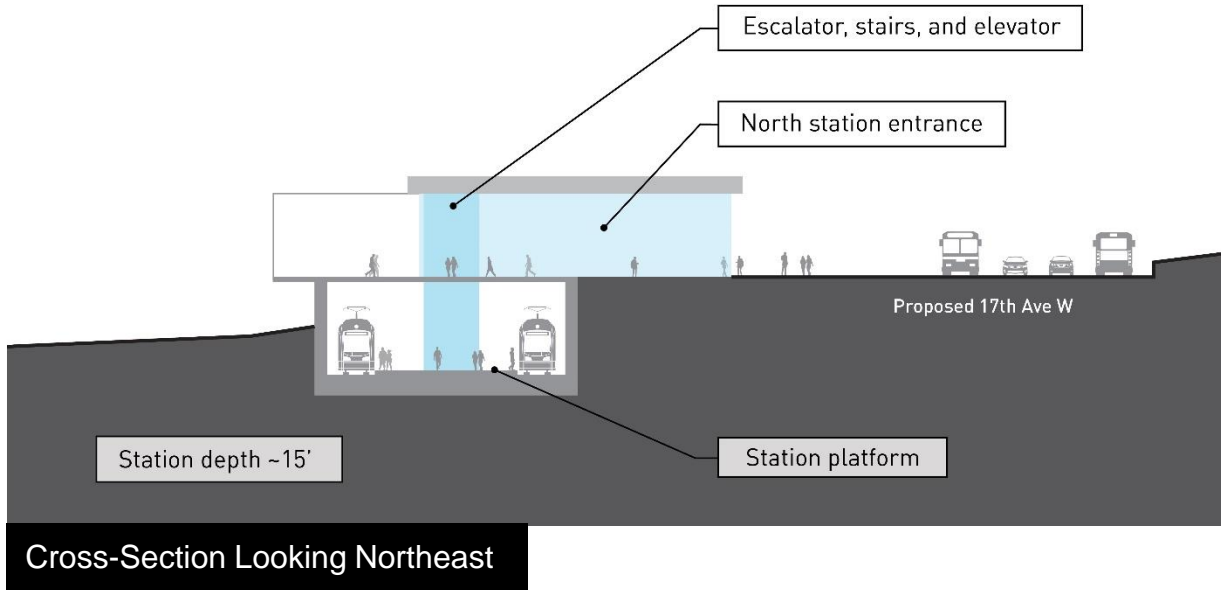 Escalator, stairs, and elevator
North station entrance
Proposed 17th Ave W
Station depth ~15’
Station platform
Cross-Section Looking Northeast